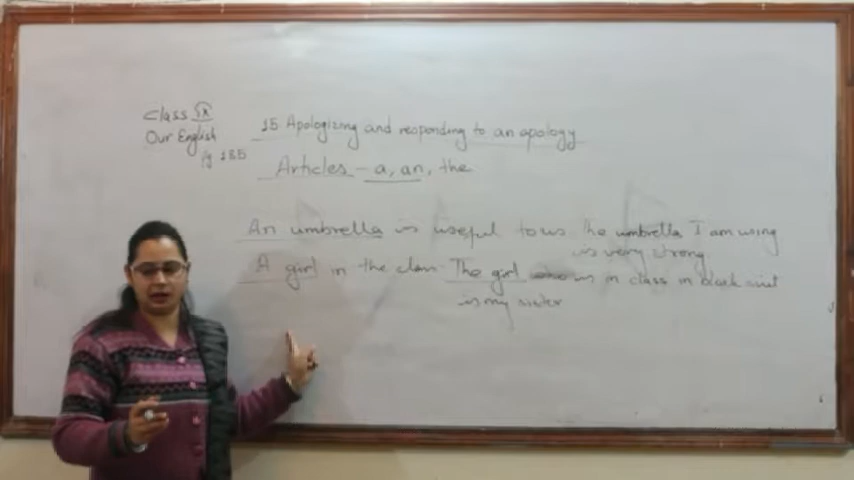 Class IX
Our English
Pg 185
15 Apologizing and responding to an apology
Articles - a, an, the
An umbrella is useful to us The umbrella I am using
is very strong
A girl in the class. The girl in class in black suit
is my sister